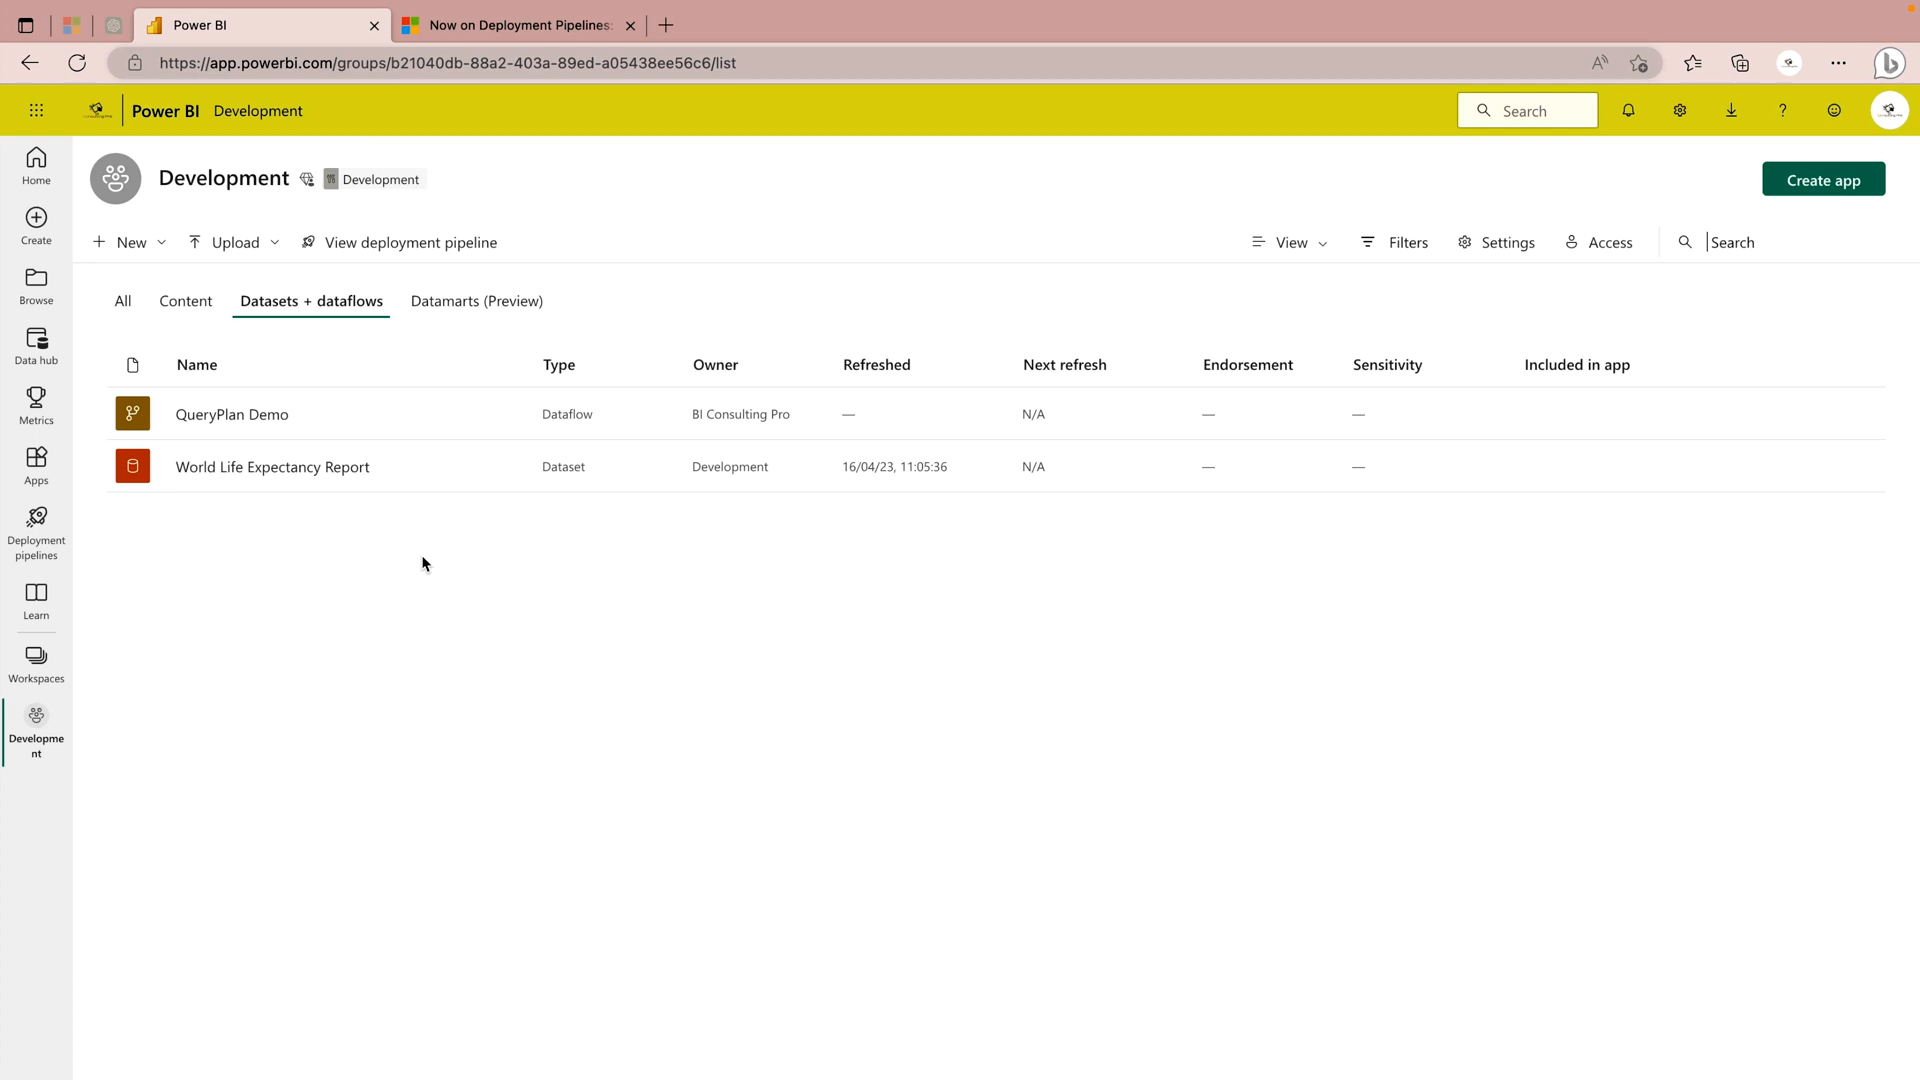 Power BI
Now on Deployment Pipelines:
https://app.powerbi.com/groups/b21040db-88a2-403a-89ed-a05438ee56c6/list
Power BI Development
Search
Home
Create
Browse
Data hub
Metrics
Apps
Deployment
pipelines
Learn
Workspaces
Developme
nt
Development
Development
Create app
New
Upload
View deployment pipeline
View
Filters
Settings
Access
Search
All
Content
Datasets + dataflows
Datamarts (Preview)
Name Type Owner Refreshed Next refresh Endorsement Sensitivity Included in app
QueryPlan Demo Dataflow BI Consulting Pro — N/A — —
World Life Expectancy Report Dataset Development 16/04/23, 11:05:36 N/A — —